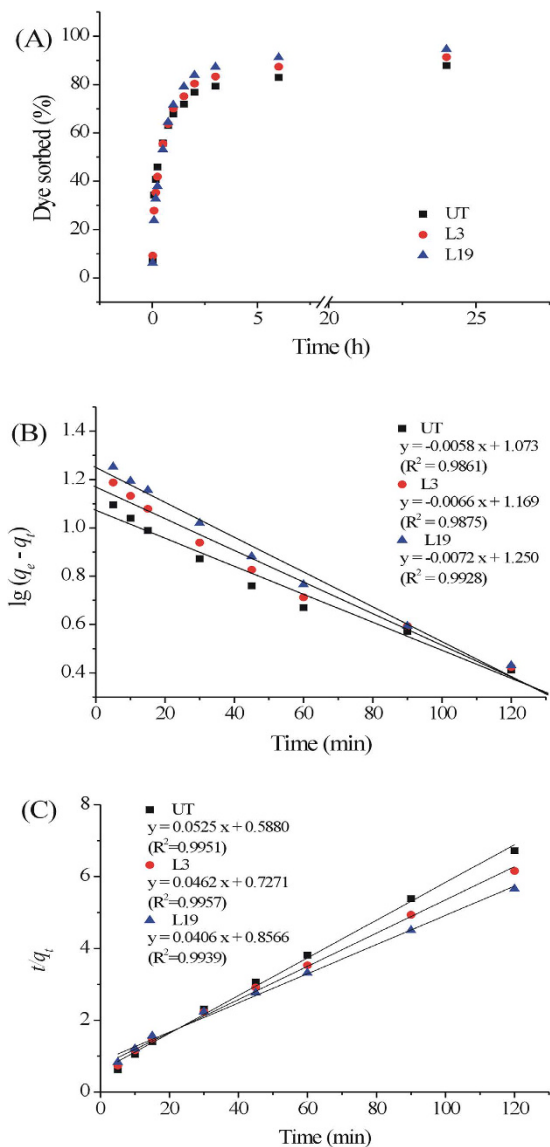 (A)
100
80
60
40
20
0
Dye sorbed (%)
UT
L3
L19
0 5 20 25
Time (h)
(B)
1.4
1.2
1.0
0.8
0.6
0.4
lg (qe - qt)
UT
y = -0.0058 x + 1.073
(R² = 0.9861)
L3
y = -0.0066 x + 1.169
(R² = 0.9875)
L19
y = -0.0072 x + 1.250
(R² = 0.9928)
0 20 40 60 80 100 120
Time (min)
(C)
8
6
4
2
0
t/qt
UT
y = 0.0525 x + 0.5880
(R²=0.9951)
L3
y = 0.0462 x + 0.7271
(R²=0.9957)
L19
y = 0.0406 x + 0.8566
(R²=0.9939)
0 20 40 60 80 100 120
Time (min)